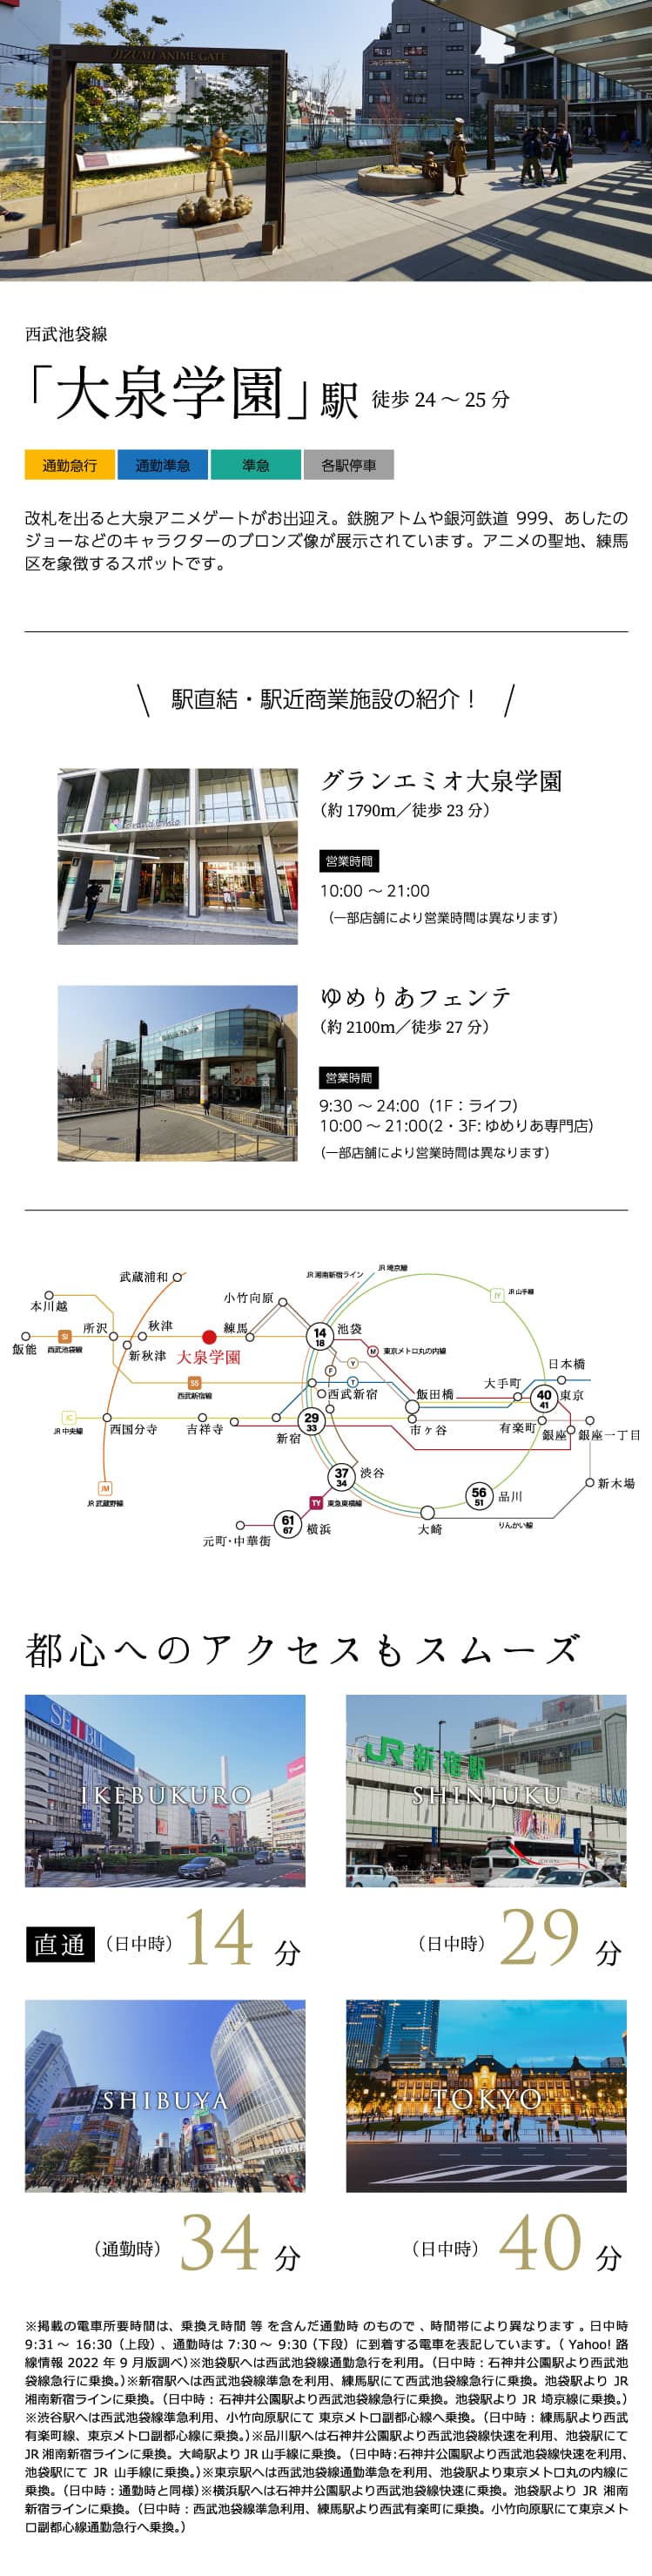 OIZUMI ANIME GATE
西武池袋線
「大泉学園」駅 徒歩 24 ～ 25 分
通勤急行 通勤準急 準急 各駅停車
改札を出ると大泉アニメゲートがお出迎え。鉄腕アトムや銀河鉄道 999、あしたの
ジョーなどのキャラクターのブロンズ像が展示されています。アニメの聖地、練馬
区を象徴するスポットです。
駅直結・駅近商業施設の紹介！
グランエミオ大泉学園
（約 1790m／徒歩 23 分）
営業時間
10:00 ～ 21:00
（一部店舗により営業時間は異なります）
Grand Emio
ゆめりあフェンテ
（約 2100m／徒歩 27 分）
営業時間
9:30 ～ 24:00（1F：ライフ）
10:00 ～ 21:00(2・3F: ゆめりあ専門店)
（一部店舗により営業時間は異なります）
JR 埼京線
武蔵浦和
JR 湘南新宿ライン
JY JR 山手線
本川越
小竹向原
所沢 秋津 練馬 14 18 池袋
飯能 SI 西武池袋線
新秋津 大泉学園
M 東京メトロ丸の内線
F Y T
日本橋
SS 西武新宿線
西武新宿 飯田橋 大手町 40 41 東京
JC JR 中央線
西国分寺 吉祥寺 新宿 29 33 市ヶ谷 有楽町 銀座 銀座一丁目
37 34 渋谷
新木場
JM JR 武蔵野線
TY 東急東横線
56 51 品川
61 67 横浜
元町・中華街
大崎 りんかい線
都心へのアクセスもスムーズ
SEIBU
IKEBUKURO
JR 新宿駅
SHINJUKU
LUMINE
直通（日中時）14 分
（日中時）29 分
SHIBUYA
TOKYO
（通勤時）34 分
（日中時）40 分
※掲載の電車所要時間は、乗換え時間 等 を含んだ通勤時 のもので 、時間帯により異なります 。日中時
9:31 ～ 16:30（上段）、通勤時は 7:30 ～ 9:30（下段）に到着する電車を表記しています。（ Yahoo! 路
線情報 2022 年 9 月版調べ）※池袋駅へは西武池袋線通勤急行を利用。（日中時：石神井公園駅より西武池
袋線急行に乗換。）※新宿駅へは西武池袋線準急を利用、練馬駅にて西武池袋線急行に乗換。池袋駅より JR
湘南新宿ラインに乗換。（日中時： 石神井公園駅より西武池袋線急行に乗換。池袋駅より JR 埼京線に乗換。）
※渋谷駅へは西武池袋線準急利用、小竹向原駅にて 東京メトロ副都心線へ乗換。（日中時：練馬駅より西武
有楽町線、東京メトロ副都心線に乗換。）※品川駅へは石神井公園駅より西武池袋線快速を利用、池袋駅にて
JR 湘南新宿ラインに乗換。大崎駅より JR 山手線に乗換。（日中時：石神井公園駅より西武池袋線快速を利用、
池袋駅にて JR 山手線に乗換。）※東京駅へは西武池袋線通勤準急を利用、池袋駅より東京メトロ丸の内線に
乗換。（日中時：通勤時と同様）※横浜駅へは石神井公園駅より西武池袋線快速に乗換。池袋駅より JR 湘南
新宿ラインに乗換。（日中時：西武池袋線準急利用、練馬駅より西武有楽町に乗換。小竹向原駅にて東京メト
ロ副都心線通勤急行へ乗換。）